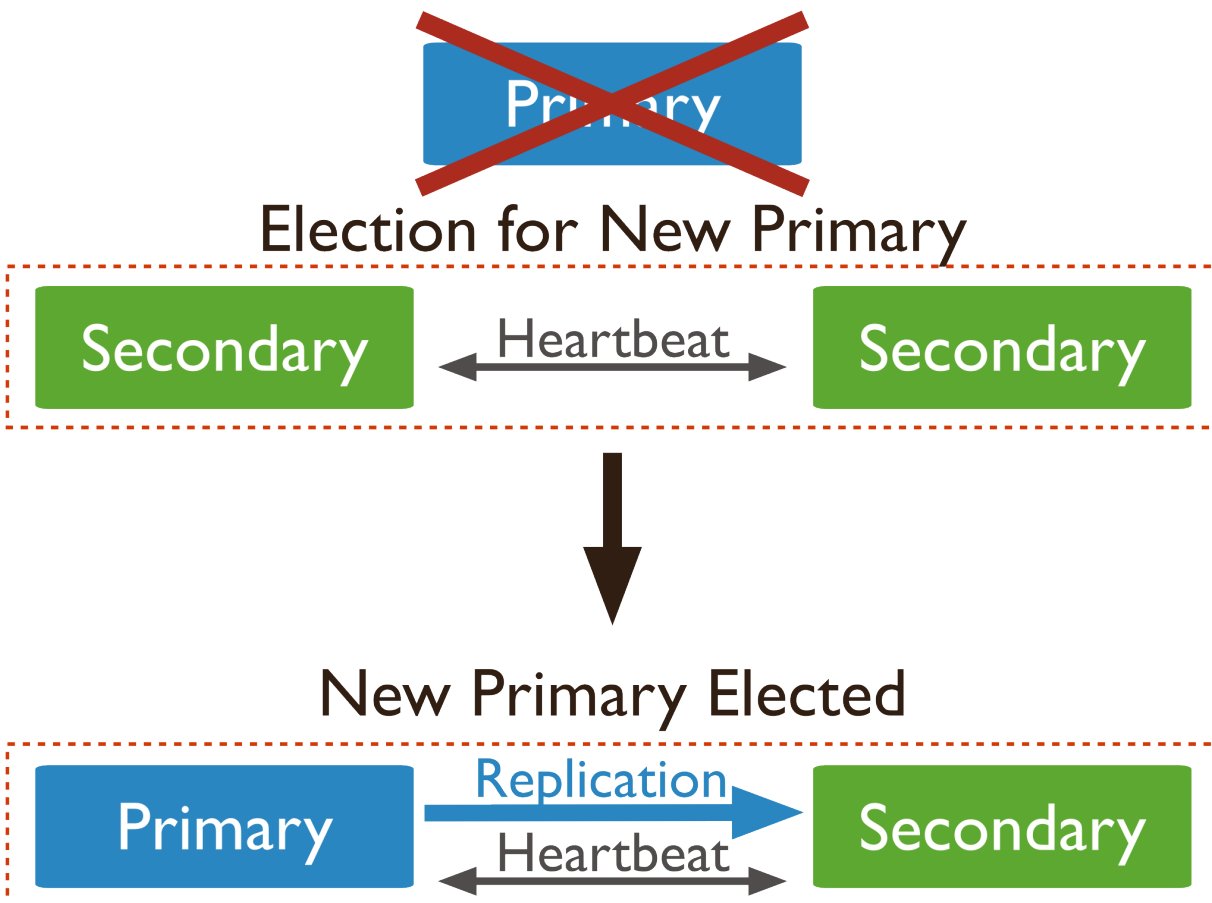 Primary
Election for New Primary
Secondary
Heartbeat
Secondary
New Primary Elected
Primary
Replication
Heartbeat
Secondary